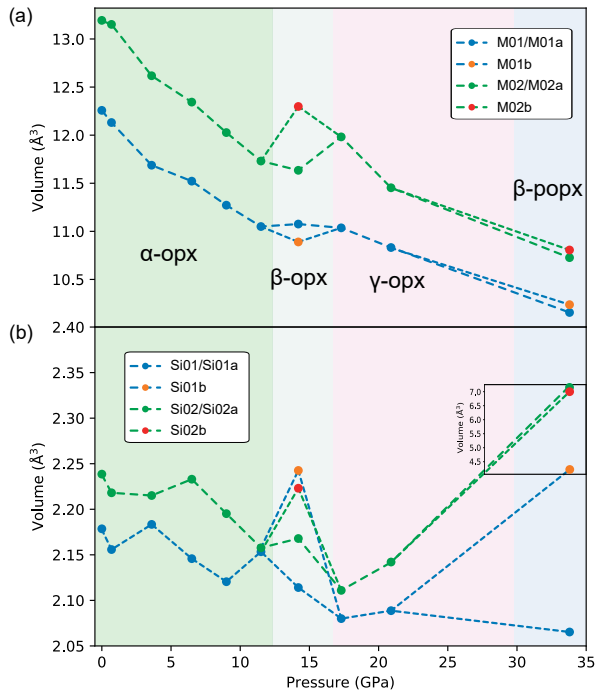 (a)
13.0
12.5
12.0
11.5
11.0
10.5
Volume (Å³)
M01/M01a
M01b
M02/M02a
M02b
α-opx
β-opx
γ-opx
β-popx
(b)
2.40
2.35
2.30
2.25
2.20
2.15
2.10
2.05
Volume (Å³)
Si01/Si01a
Si01b
Si02/Si02a
Si02b
7.0
6.5
6.0
5.5
5.0
4.5
Volume (Å³)
0 5 10 15 20 25 30 35
Pressure (GPa)